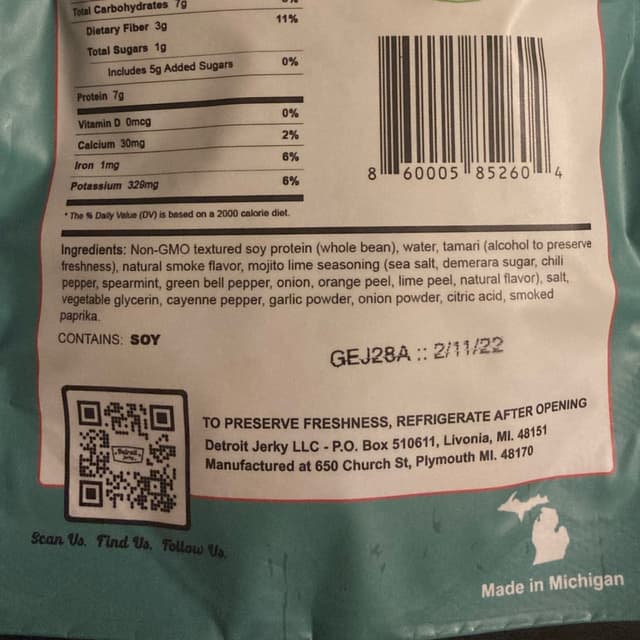 Total Carbohydrates 7g
Dietary Fiber 3g 11%
Total Sugars 1g
Includes 5g Added Sugars 0%
Protein 7g
Vitamin D 0mcg 0%
Calcium 30mg 2%
Iron 1mg 6%
Potassium 329mg 6%
* The % Daily Value (DV) is based on a 2000 calorie diet.
8 60005 85260 4
Ingredients: Non-GMO textured soy protein (whole bean), water, tamari (alcohol to preserve
freshness), natural smoke flavor, mojito lime seasoning (sea salt, demerara sugar, chili
pepper, spearmint, green bell pepper, onion, orange peel, lime peel, natural flavor), salt,
vegetable glycerin, cayenne pepper, garlic powder, onion powder, citric acid, smoked
paprika.
CONTAINS: SOY
GEJ28A :: 2/11/22
TO PRESERVE FRESHNESS, REFRIGERATE AFTER OPENING
Detroit Jerky LLC - P.O. Box 510611, Livonia, MI. 48151
Manufactured at 650 Church St, Plymouth MI. 48170
Scan Us. Find Us. Follow Us.
Made in Michigan